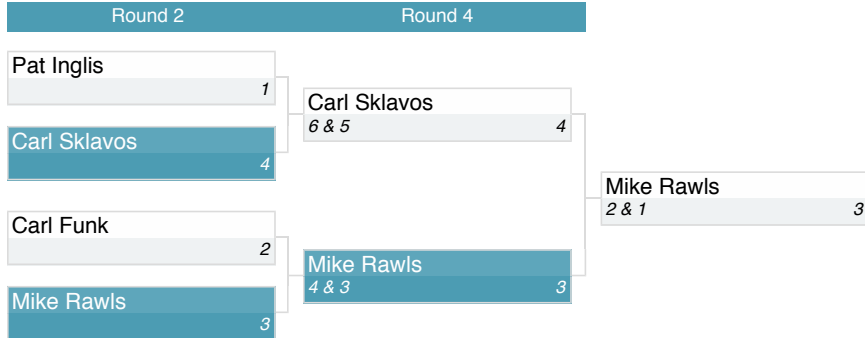 Round 2
Round 4
Pat Inglis
1
Carl Sklavos
4
Carl Funk
2
Mike Rawls
3
Carl Sklavos
6 & 5 4
Mike Rawls
4 & 3 3
Mike Rawls
2 & 1 3